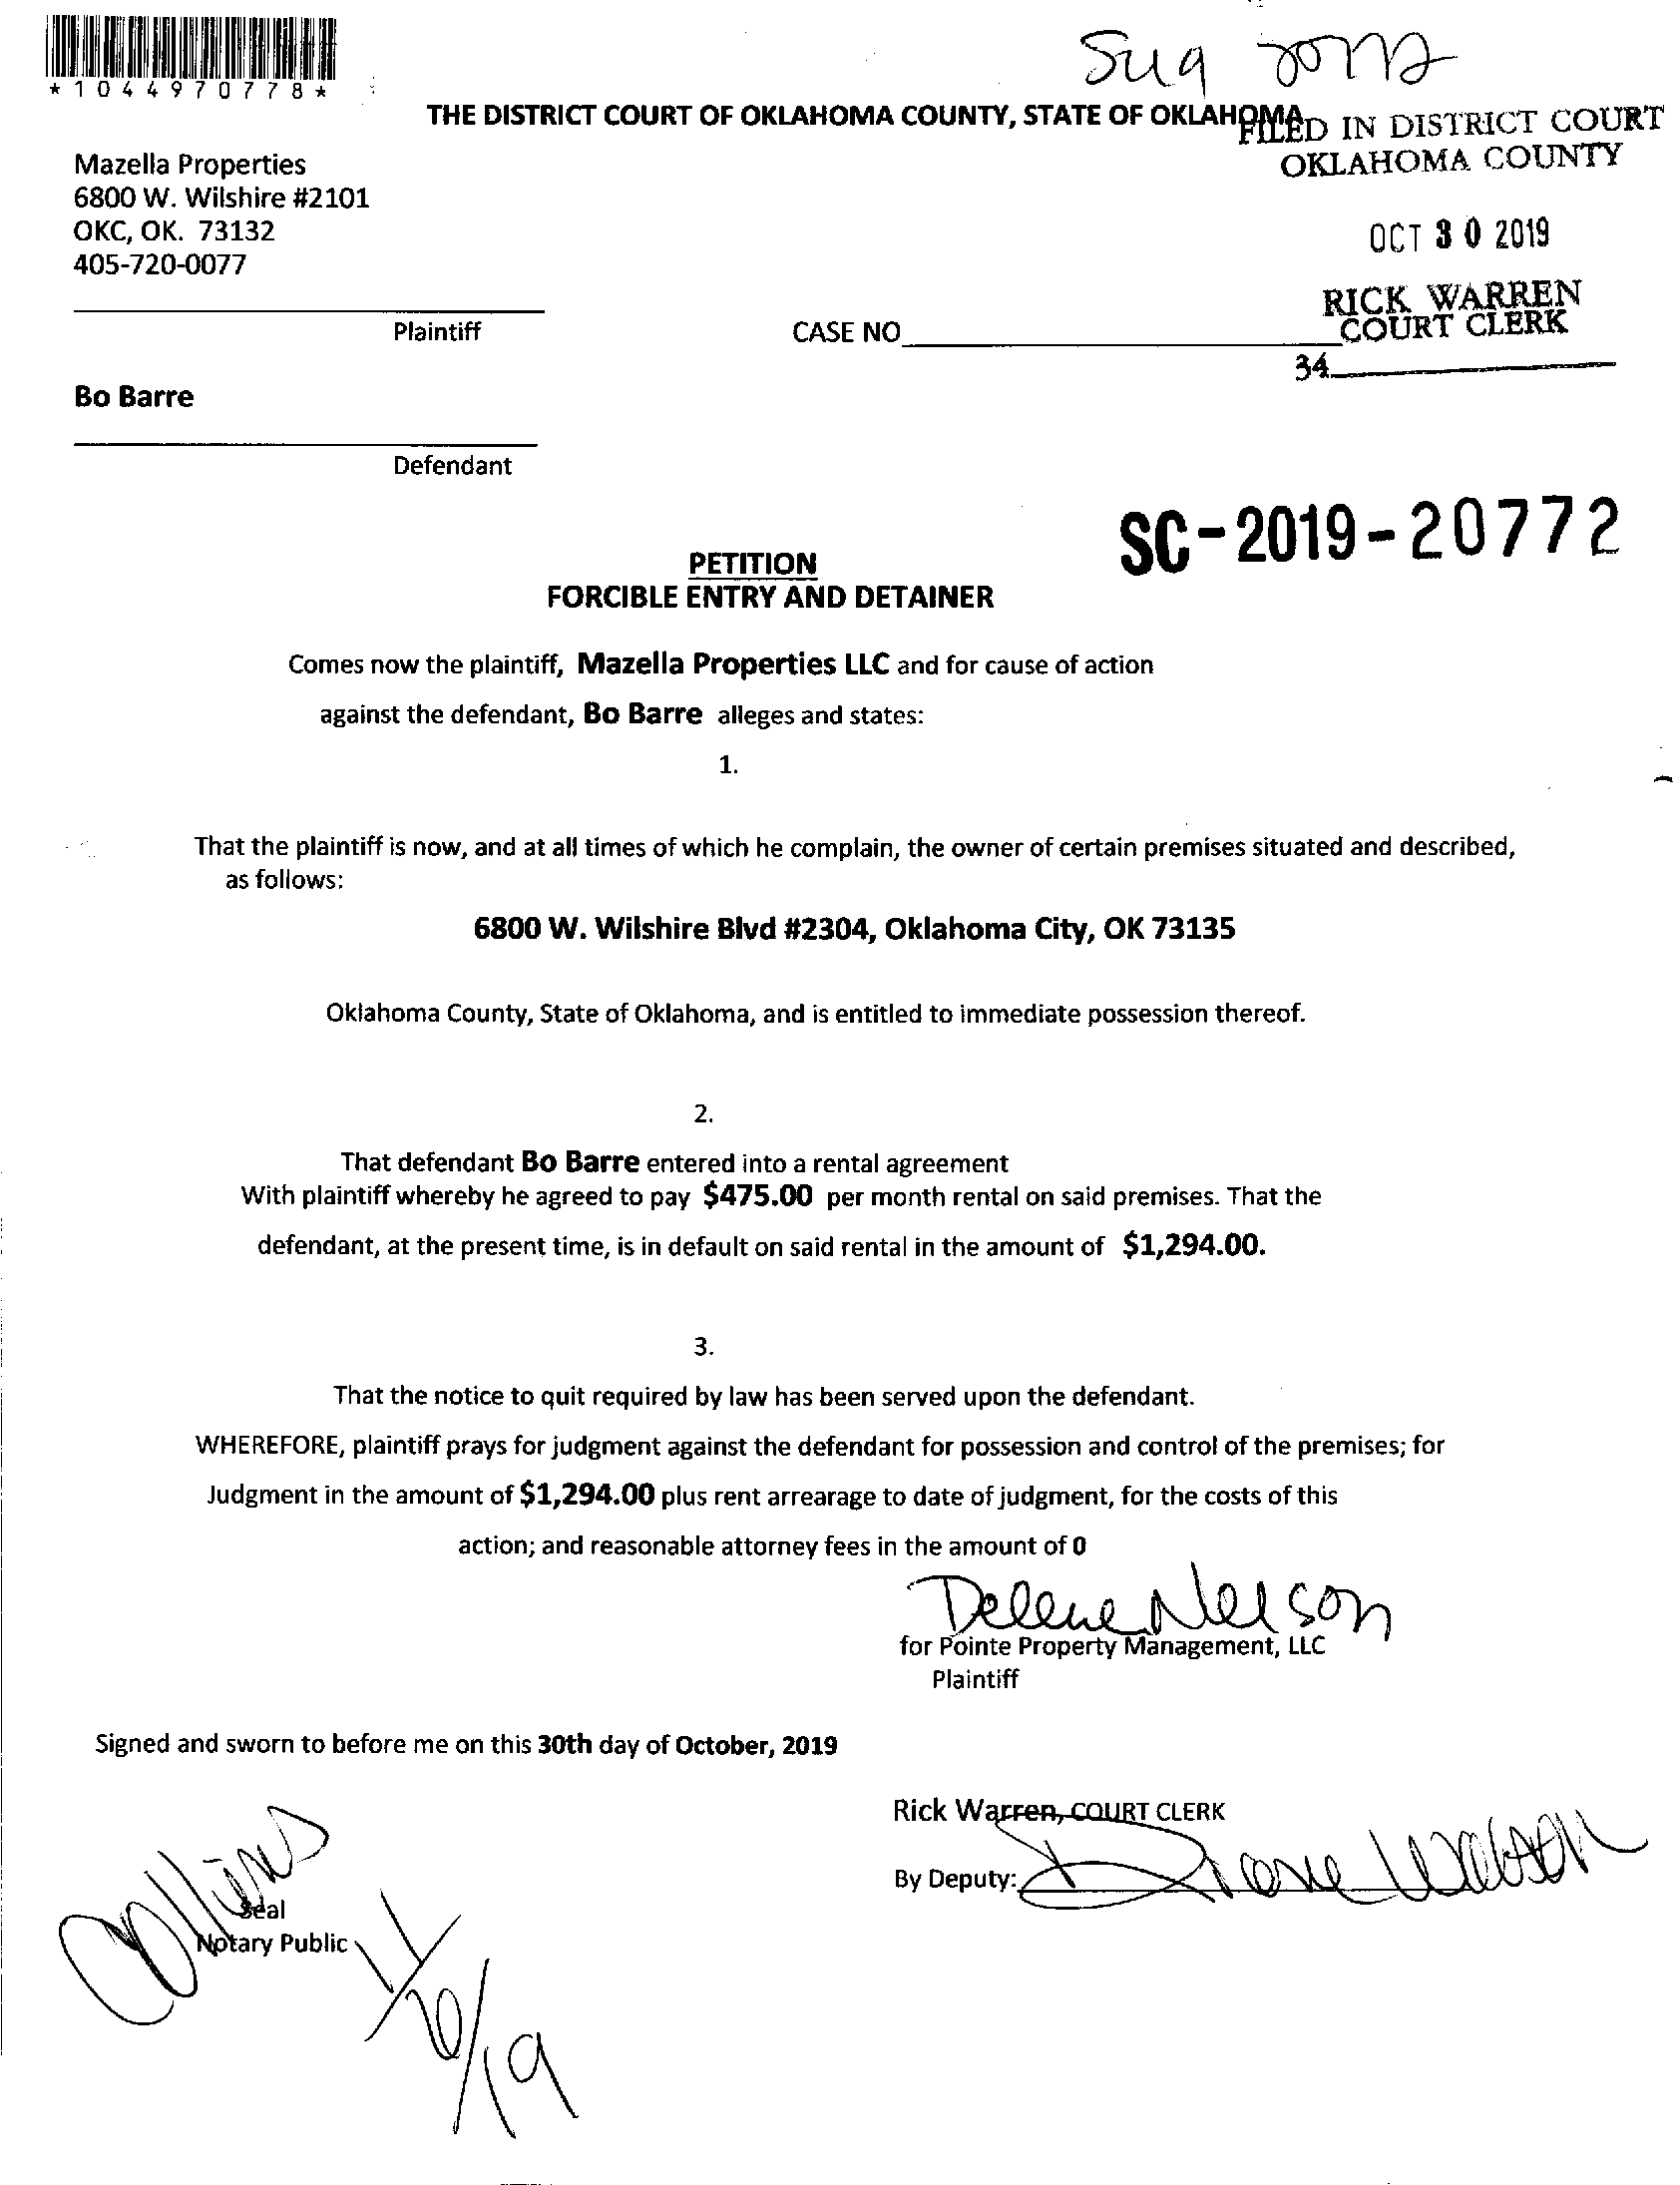 *1044970778*
THE DISTRICT COURT OF OKLAHOMA COUNTY, STATE OF OKLAHOMA
FILED IN DISTRICT COURT
OKLAHOMA COUNTY
Mazella Properties
6800 W. Wilshire #2101
OKC, OK. 73132
405-720-0077
OCT 30 2019
RICK WARREN
COURT CLERK
34
Plaintiff
CASE NO
Bo Barre
Defendant
SC-2019-20772
PETITION
FORCIBLE ENTRY AND DETAINER
Comes now the plaintiff, Mazella Properties LLC and for cause of action
against the defendant, Bo Barre alleges and states:
1.
That the plaintiff is now, and at all times of which he complain, the owner of certain premises situated and described,
as follows:
6800 W. Wilshire Blvd #2304, Oklahoma City, OK 73135
Oklahoma County, State of Oklahoma, and is entitled to immediate possession thereof.
2.
That defendant Bo Barre entered into a rental agreement
With plaintiff whereby he agreed to pay $475.00 per month rental on said premises. That the
defendant, at the present time, is in default on said rental in the amount of $1,294.00.
3.
That the notice to quit required by law has been served upon the defendant.
WHEREFORE, plaintiff prays for judgment against the defendant for possession and control of the premises; for
Judgment in the amount of $1,294.00 plus rent arrearage to date of judgment, for the costs of this
action; and reasonable attorney fees in the amount of 0
Delene Nelson
for Pointe Property Management, LLC
Plaintiff
Signed and sworn to before me on this 30th day of October, 2019
Rick Warren, COURT CLERK
By Deputy:
Collins
Seal
Notary Public